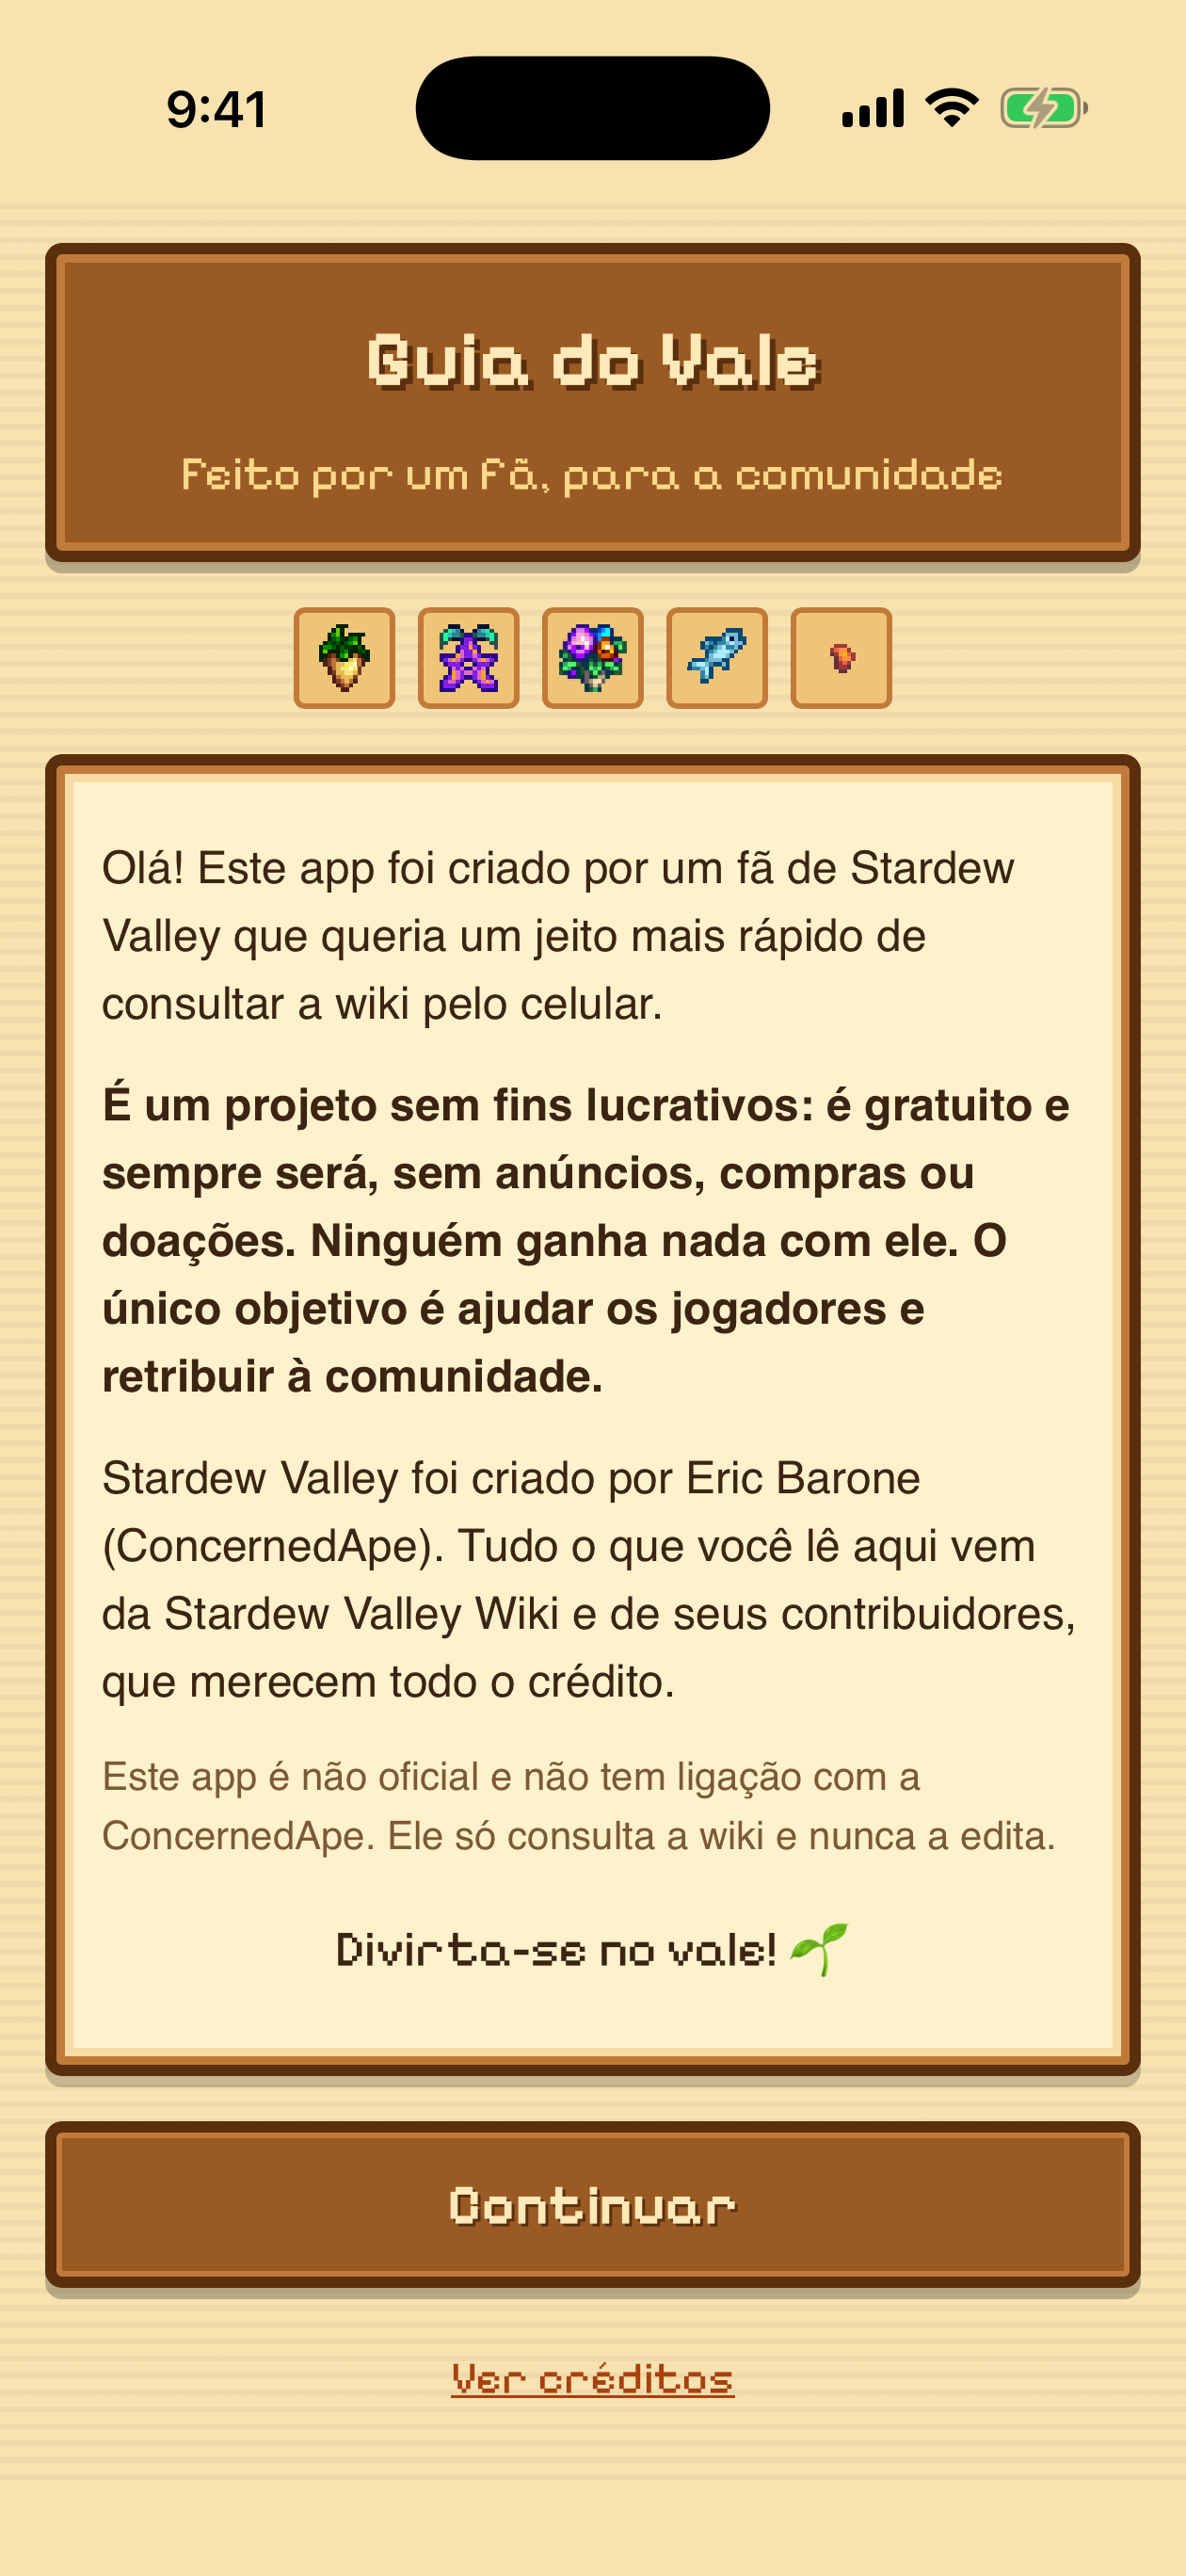 9:41
Guia do Vale
Feito por um fã, para a comunidade
Olá! Este app foi criado por um fã de Stardew
Valley que queria um jeito mais rápido de
consultar a wiki pelo celular.
É um projeto sem fins lucrativos: é gratuito e
sempre será, sem anúncios, compras ou
doações. Ninguém ganha nada com ele. O
único objetivo é ajudar os jogadores e
retribuir à comunidade.
Stardew Valley foi criado por Eric Barone
(ConcernedApe). Tudo o que você lê aqui vem
da Stardew Valley Wiki e de seus contribuidores,
que merecem todo o crédito.
Este app é não oficial e não tem ligação com a
ConcernedApe. Ele só consulta a wiki e nunca a edita.
Divirta-se no vale! 🌱
Continuar
Ver créditos